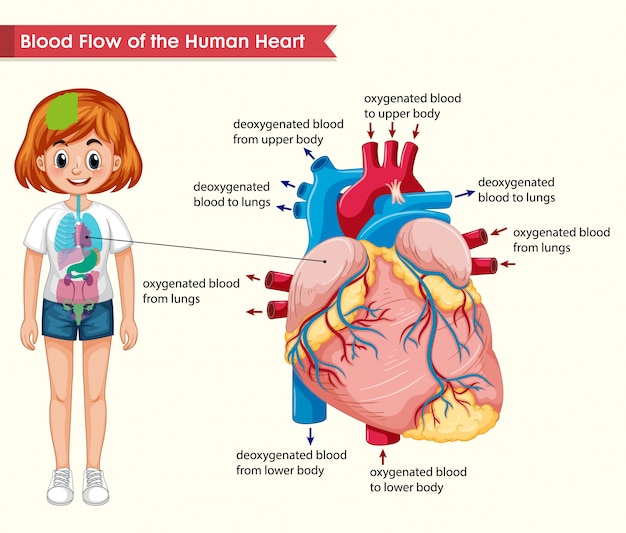 Blood Flow of the Human Heart
oxygenated blood
to upper body
deoxygenated blood
from upper body
deoxygenated
blood to lungs
deoxygenated
blood to lungs
oxygenated blood
from lungs
oxygenated blood
from lungs
deoxygenated blood
from lower body
oxygenated blood
to lower body